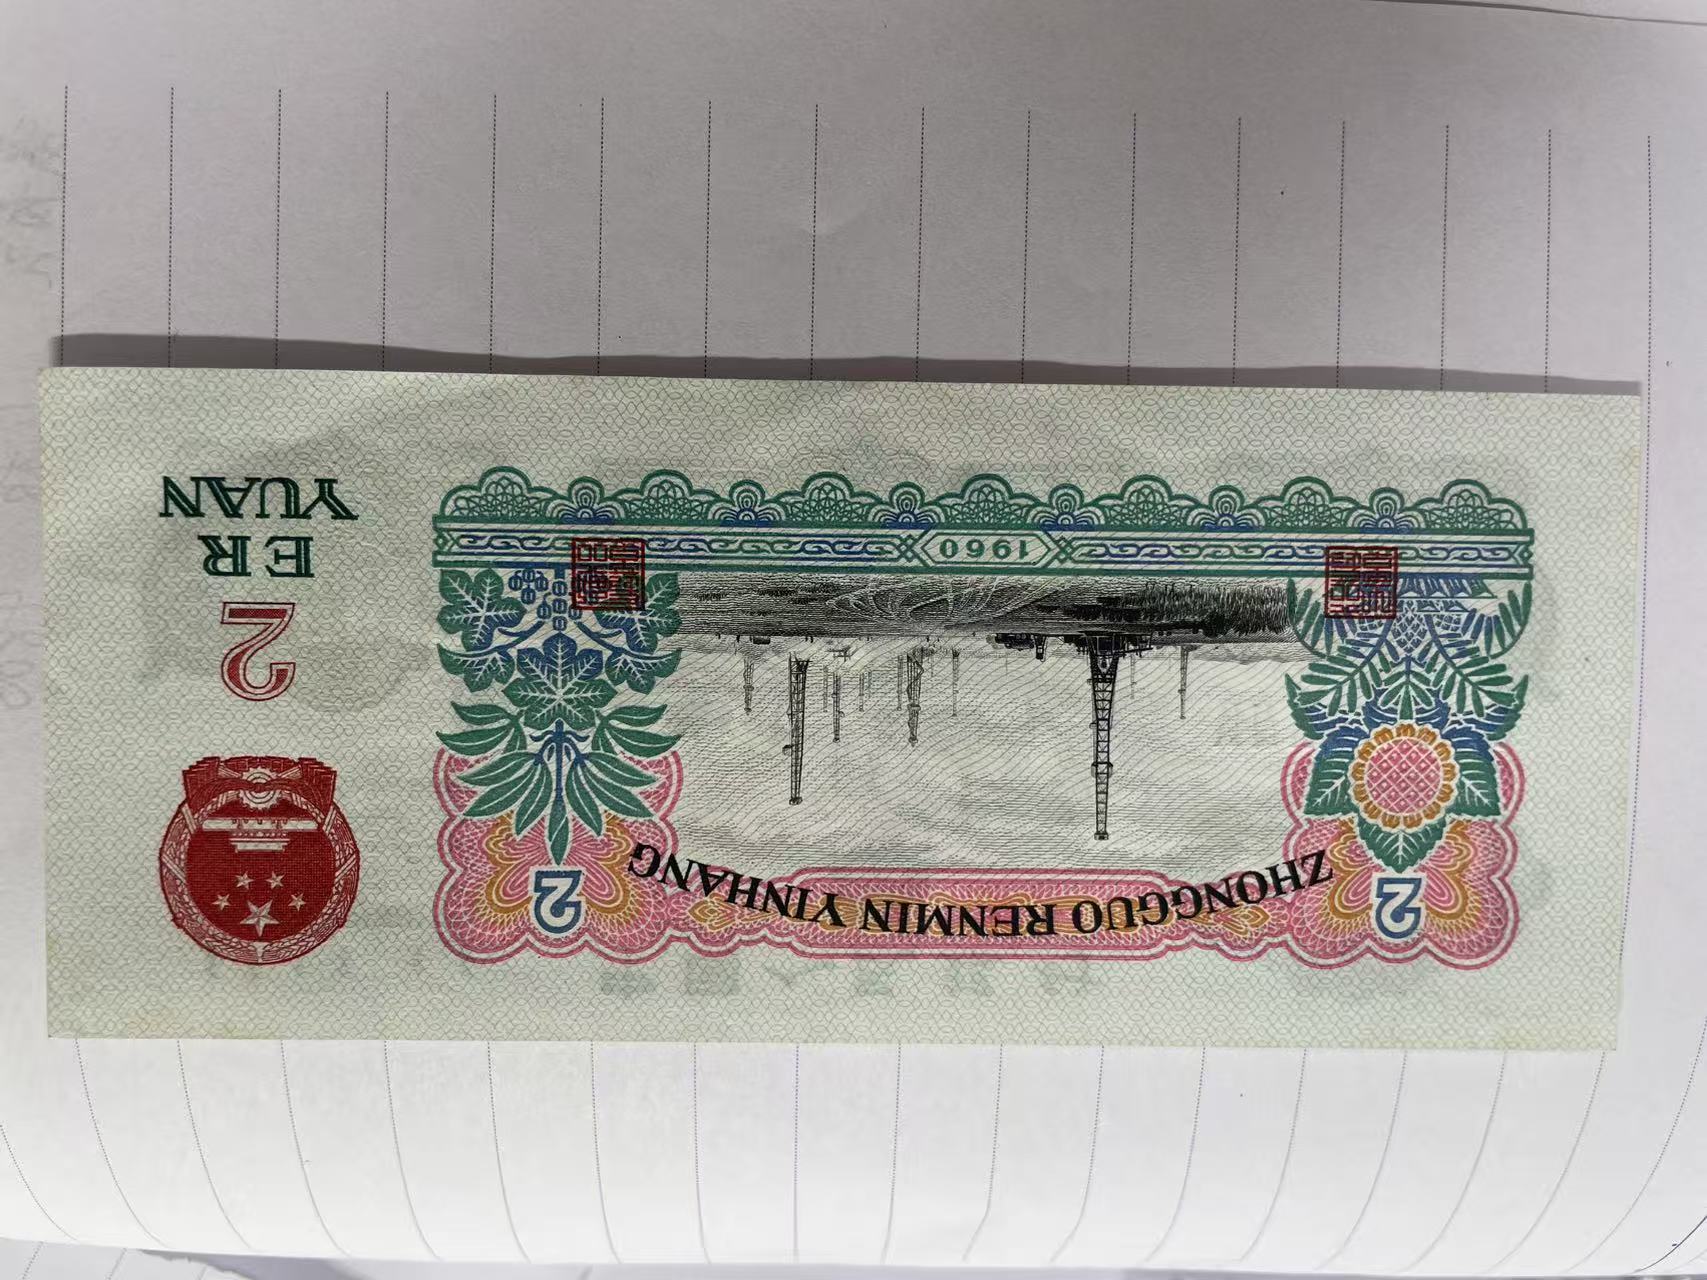 ZHONGGUO RENMIN YINHANG
2
2
1960
2
ER
YUAN